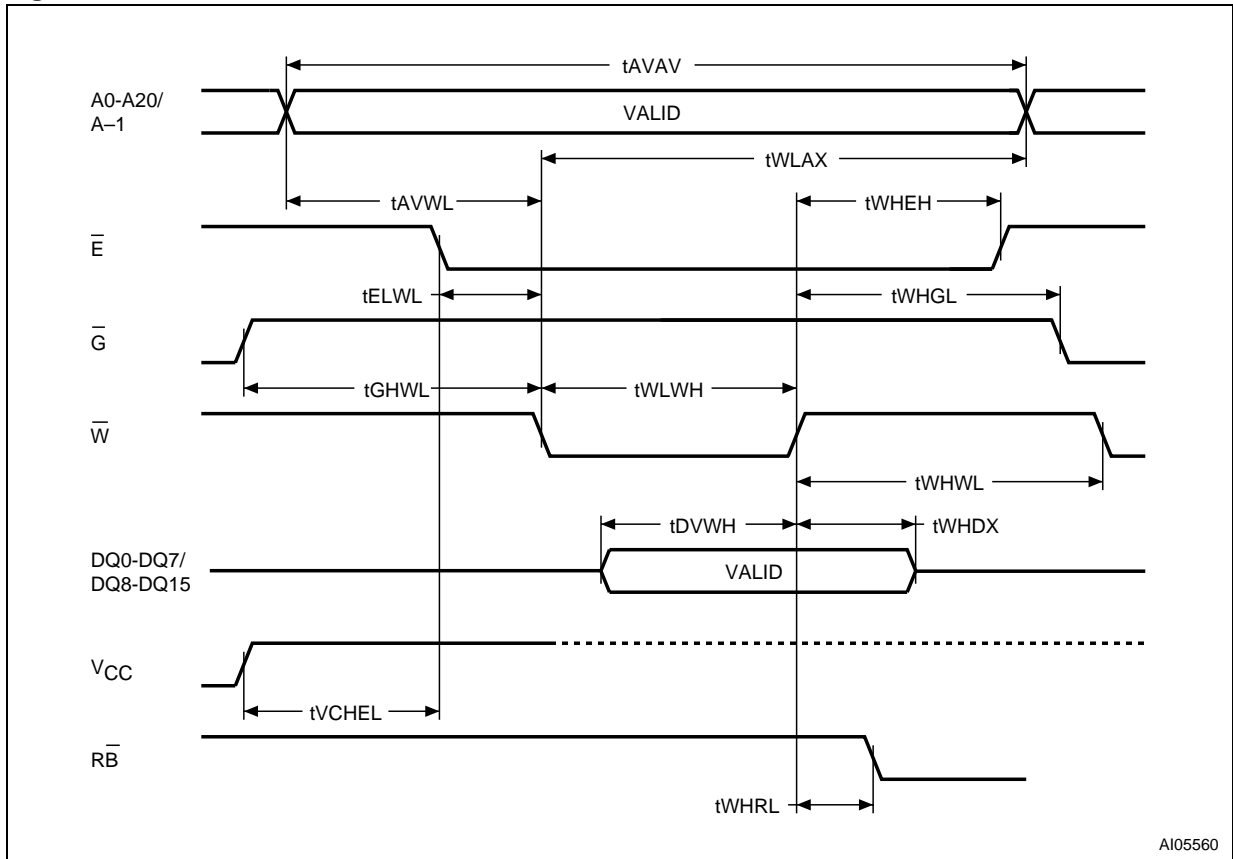 tAVAV
A0-A20/
A–1
VALID
tWLAX
tAVWL
tWHEH
E̅
tELWL
tWHGL
G̅
tGHWL
tWLWH
W̅
tWHWL
tDVWH
tWHDX
DQ0-DQ7/
DQ8-DQ15
VALID
VCC
tVCHEL
RB̅
tWHRL
AI05560